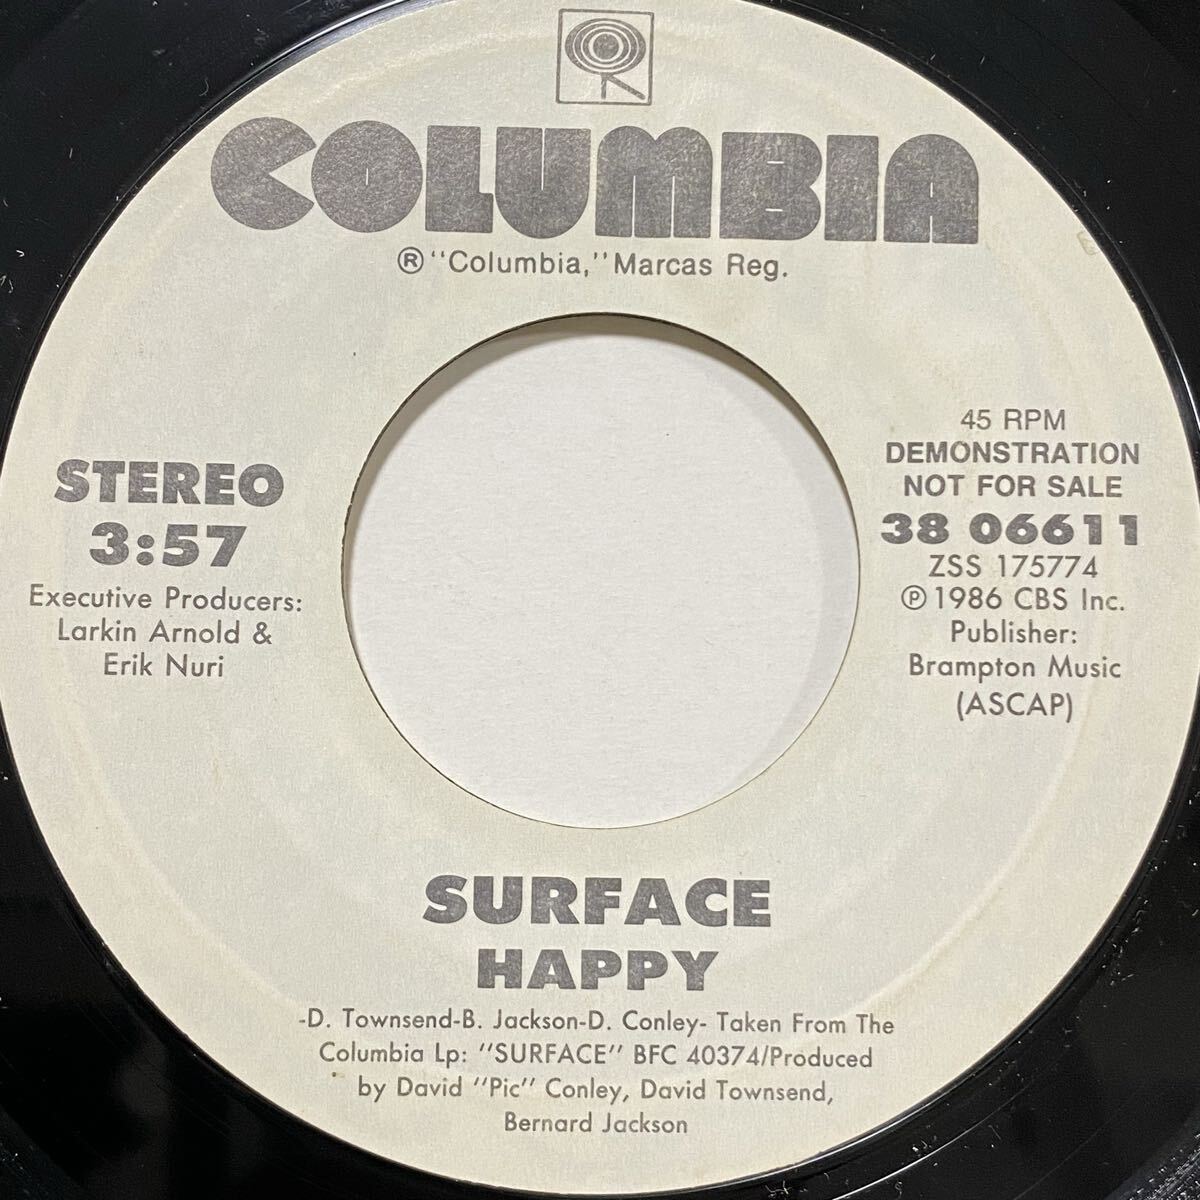 COLUMBIA
® "Columbia," Marcas Reg.
STEREO
3:57
Executive Producers:
Larkin Arnold &
Erik Nuri
45 RPM
DEMONSTRATION
NOT FOR SALE
38 06611
ZSS 175774
℗ 1986 CBS Inc.
Publisher:
Brampton Music
(ASCAP)
SURFACE
HAPPY
-D. Townsend-B. Jackson-D. Conley- Taken From The
Columbia Lp: "SURFACE" BFC 40374/Produced
by David "Pic" Conley, David Townsend,
Bernard Jackson